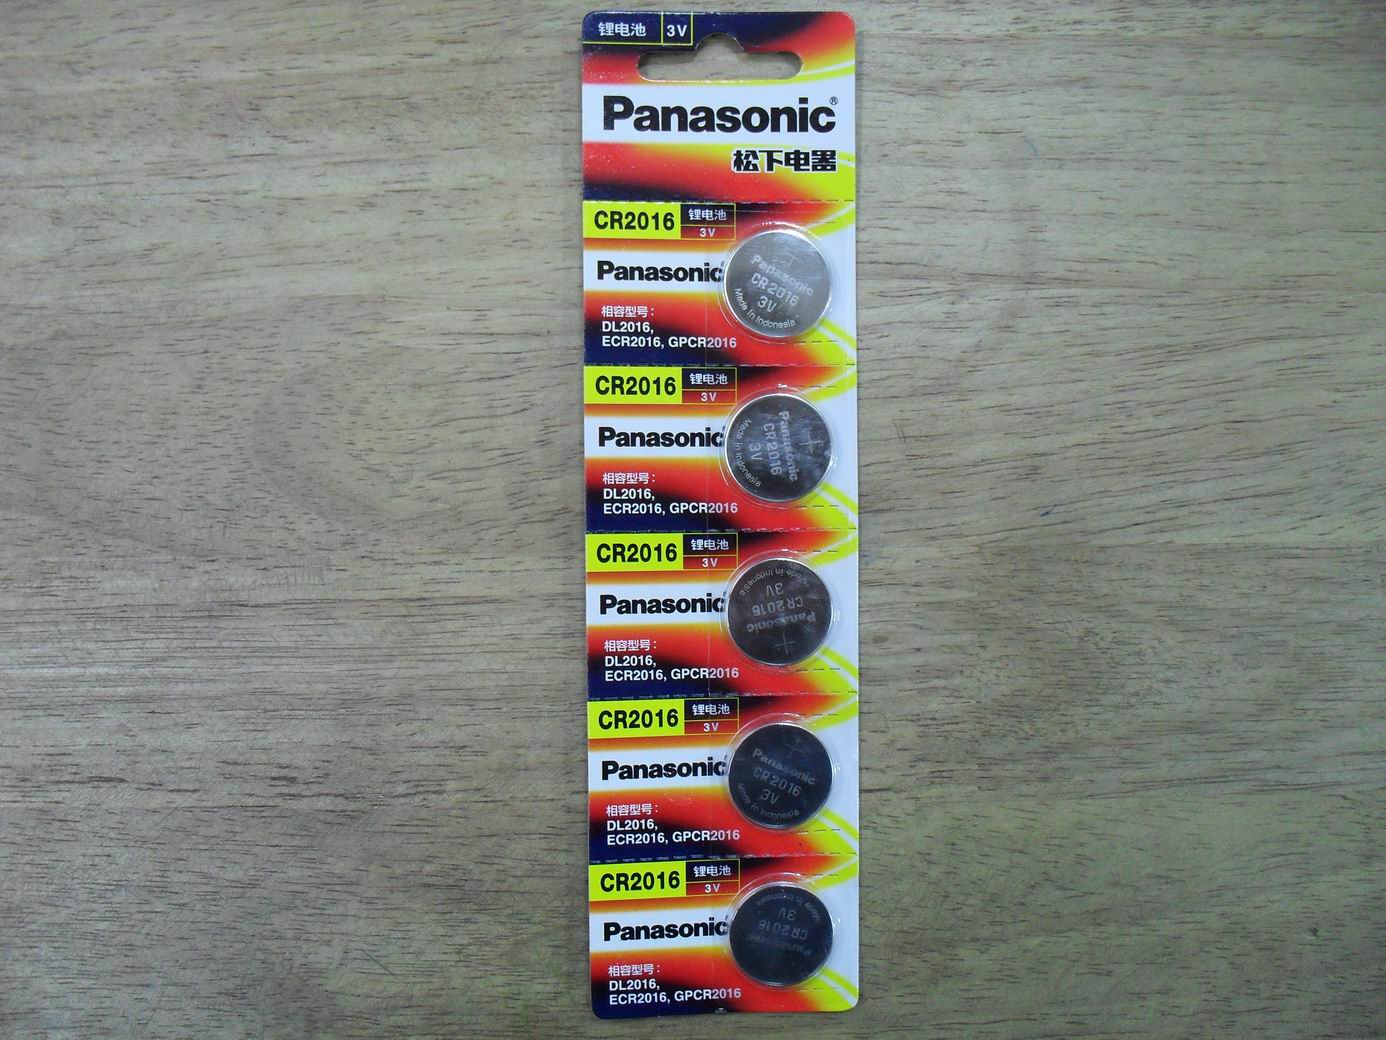 锂电池 3V
Panasonic®
松下电器
CR2016 锂电池
3V
Panasonic
相容型号：
DL2016,
ECR2016, GPCR2016
Panasonic
CR2016
3V
Made in Indonesia
CR2016 锂电池
3V
Panasonic
相容型号：
DL2016,
ECR2016, GPCR2016
Panasonic
CR2016
3V
Made in Indonesia
CR2016 锂电池
3V
Panasonic
相容型号：
DL2016,
ECR2016, GPCR2016
Panasonic
CR2016
3V
Made in Indonesia
CR2016 锂电池
3V
Panasonic
相容型号：
DL2016,
ECR2016, GPCR2016
Panasonic
CR2016
3V
Made in Indonesia
CR2016 锂电池
3V
Panasonic
相容型号：
DL2016,
ECR2016, GPCR2016
Panasonic
CR2016
3V
Made in Indonesia